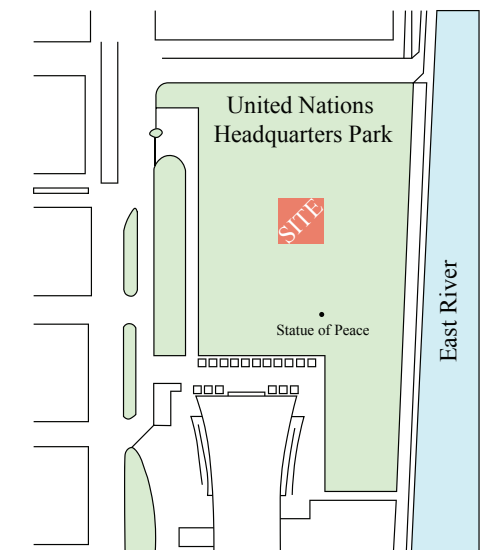 United Nations
Headquarters Park
SITE
Statue of Peace
East River